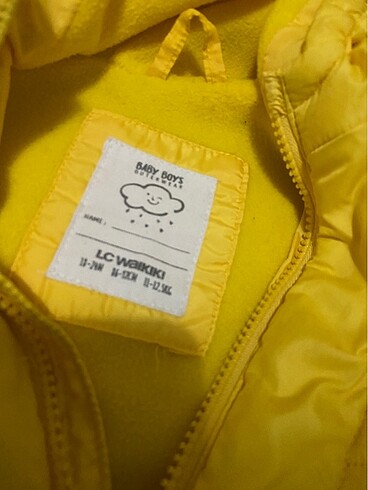 BABY BOYS
OUTERWEAR
NAME:
LC WAIKIKI
18-24M 86-92CM 11-12,5KG